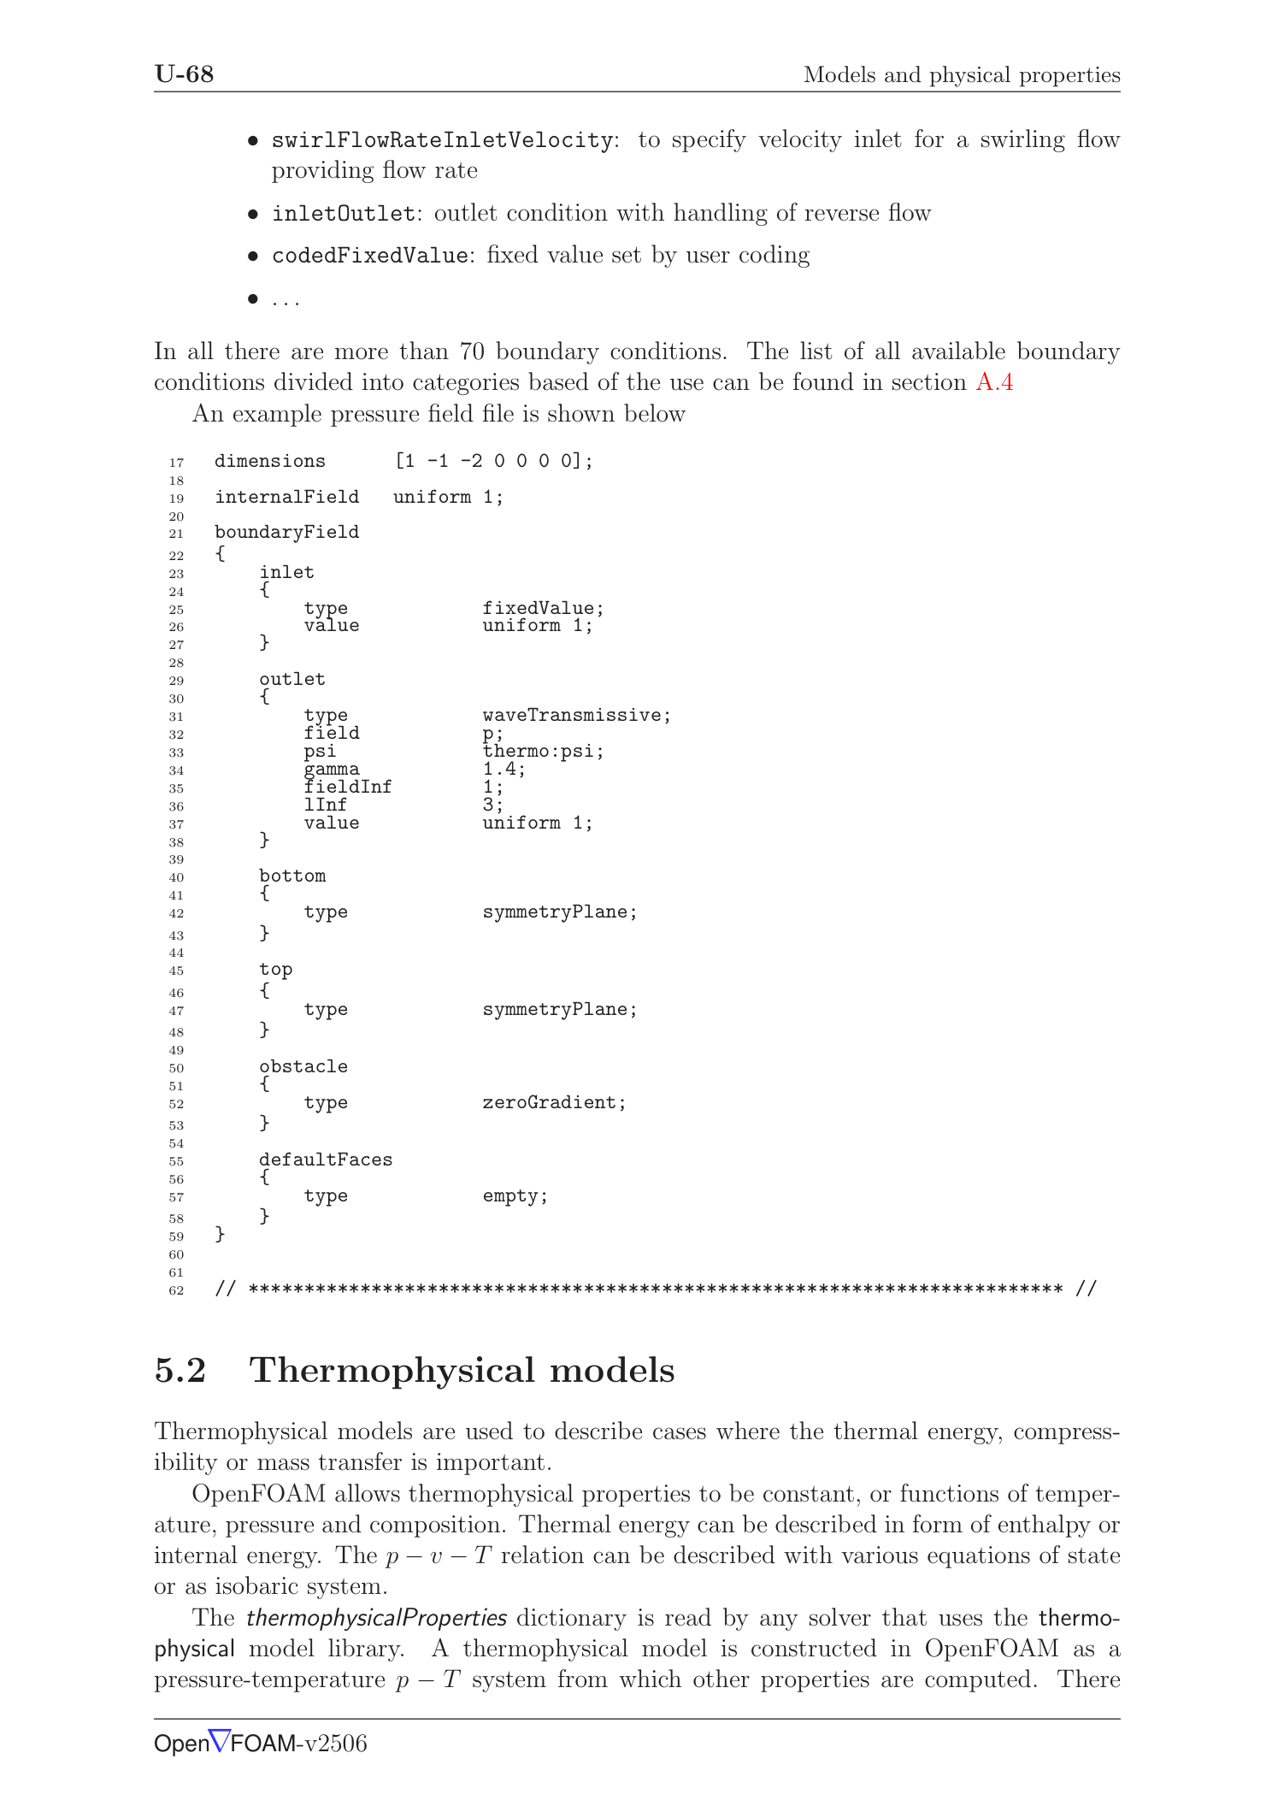 U-68 Models and physical properties
• swirlFlowRateInletVelocity: to specify velocity inlet for a swirling flow
providing flow rate
• inletOutlet: outlet condition with handling of reverse flow
• codedFixedValue: fixed value set by user coding
• . . .
In all there are more than 70 boundary conditions. The list of all available boundary
conditions divided into categories based of the use can be found in section A.4
An example pressure field file is shown below
17 dimensions [1 -1 -2 0 0 0 0];
18
19 internalField uniform 1;
20
21 boundaryField
22 {
23 inlet
24 {
25 type fixedValue;
26 value uniform 1;
27 }
28
29 outlet
30 {
31 type waveTransmissive;
32 field p;
33 psi thermo:psi;
34 gamma 1.4;
35 fieldInf 1;
36 lInf 3;
37 value uniform 1;
38 }
39
40 bottom
41 {
42 type symmetryPlane;
43 }
44
45 top
46 {
47 type symmetryPlane;
48 }
49
50 obstacle
51 {
52 type zeroGradient;
53 }
54
55 defaultFaces
56 {
57 type empty;
58 }
59 }
60
61
62 // ************************************************************************* //
5.2 Thermophysical models
Thermophysical models are used to describe cases where the thermal energy, compress-
ibility or mass transfer is important.
OpenFOAM allows thermophysical properties to be constant, or functions of temper-
ature, pressure and composition. Thermal energy can be described in form of enthalpy or
internal energy. The p − v − T relation can be described with various equations of state
or as isobaric system.
The thermophysicalProperties dictionary is read by any solver that uses the thermo-
physical model library. A thermophysical model is constructed in OpenFOAM as a
pressure-temperature p − T system from which other properties are computed. There
Open∇FOAM-v2506